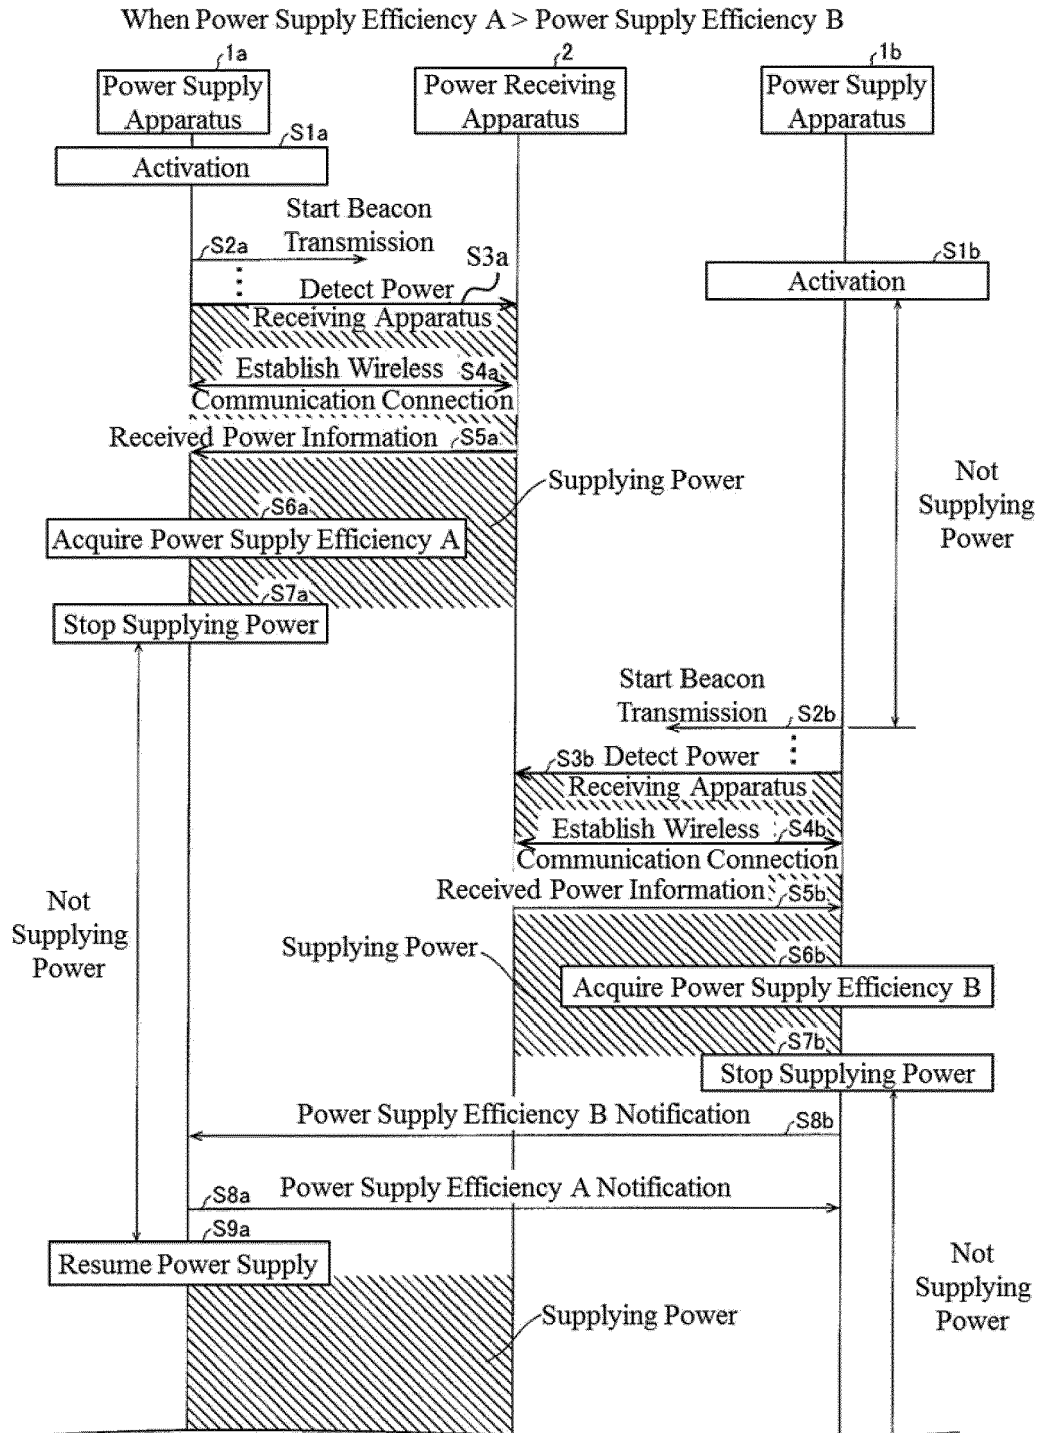 When Power Supply Efficiency A > Power Supply Efficiency B
1a
2
1b
Power Supply
Apparatus
Power Receiving
Apparatus
Power Supply
Apparatus
S1a
Activation
Start Beacon
Transmission
S2a
S3a
S1b
Activation
Detect Power
Receiving Apparatus
Establish Wireless
S4a
Communication Connection
Received Power Information
S5a
Supplying Power
Not
Supplying
Power
S6a
Acquire Power Supply Efficiency A
S7a
Stop Supplying Power
Start Beacon
Transmission
S2b
S3b
Detect Power
Receiving Apparatus
Establish Wireless
S4b
Communication Connection
Received Power Information
S5b
Not
Supplying
Power
Supplying Power
S6b
Acquire Power Supply Efficiency B
S7b
Stop Supplying Power
Power Supply Efficiency B Notification
S8b
Power Supply Efficiency A Notification
S8a
S9a
Resume Power Supply
Not
Supplying
Power
Supplying Power